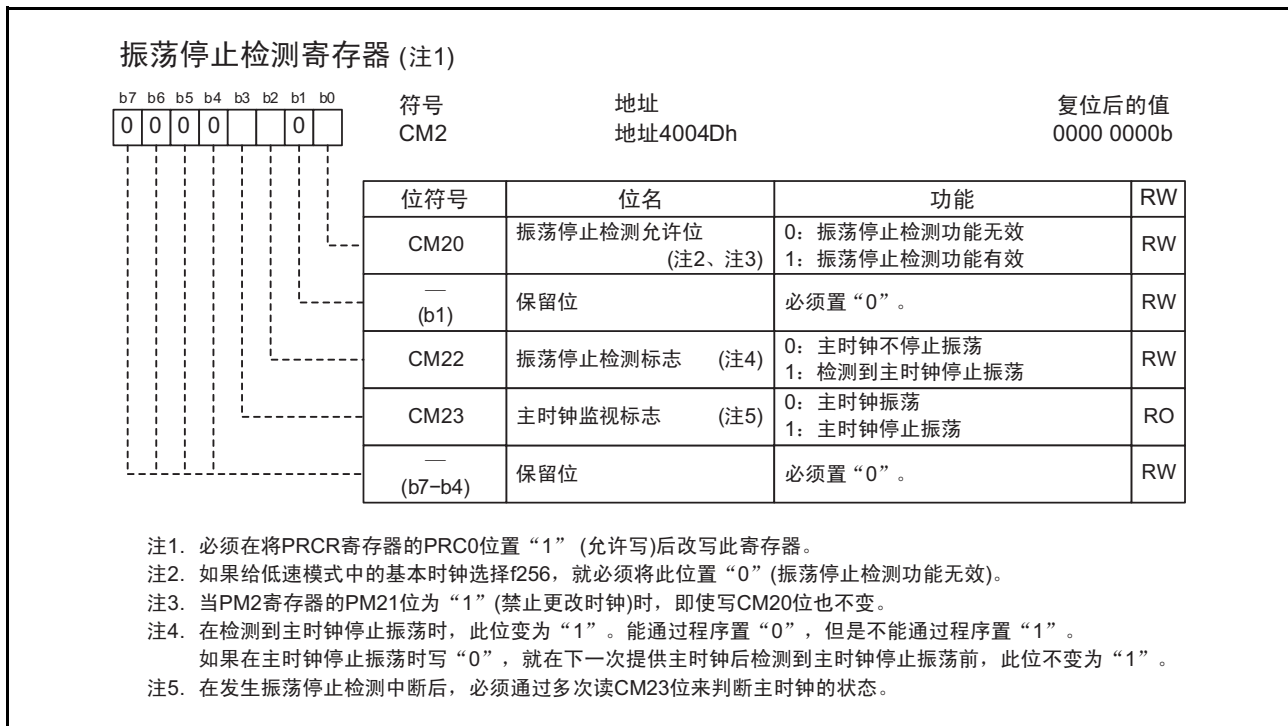 振荡停止检测寄存器 (注1)
b7 b6 b5 b4 b3 b2 b1 b0
0 0 0 0 0
符号 地址 复位后的值
CM2 地址4004Dh 0000 0000b
位符号 位名 功能 RW
CM20 振荡停止检测允许位 (注2、注3) 0：振荡停止检测功能无效 RW
1：振荡停止检测功能有效
— (b1) 保留位 必须置“0”。 RW
CM22 振荡停止检测标志 (注4) 0：主时钟不停止振荡 RW
1：检测到主时钟停止振荡
CM23 主时钟监视标志 (注5) 0：主时钟振荡 RO
1：主时钟停止振荡
— (b7−b4) 保留位 必须置“0”。 RW
注1. 必须在将PRCR寄存器的PRC0位置“1” (允许写)后改写此寄存器。
注2. 如果给低速模式中的基本时钟选择f256，就必须将此位置“0”(振荡停止检测功能无效)。
注3. 当PM2寄存器的PM21位为“1”(禁止更改时钟)时，即使写CM20位也不变。
注4. 在检测到主时钟停止振荡时，此位变为“1”。能通过程序置“0”，但是不能通过程序置“1”。
如果在主时钟停止振荡时写“0”，就在下一次提供主时钟后检测到主时钟停止振荡前，此位不变为“1”。
注5. 在发生振荡停止检测中断后，必须通过多次读CM23位来判断主时钟的状态。